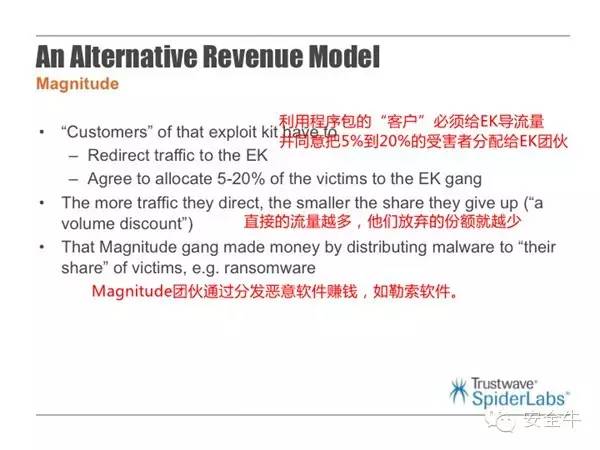 An Alternative Revenue Model
Magnitude
• “Customers” of that exploit kit have to
利用程序包的“客户”必须给EK导流量
并同意把5%到20%的受害者分配给EK团伙
– Redirect traffic to the EK
– Agree to allocate 5-20% of the victims to the EK gang
• The more traffic they direct, the smaller the share they give up (“a
volume discount”)
直接的流量越多，他们放弃的份额就越少
• That Magnitude gang made money by distributing malware to “their
share” of victims, e.g. ransomware
Magnitude团伙通过分发恶意软件赚钱，如勒索软件。
Trustwave®
SpiderLabs™
安全牛